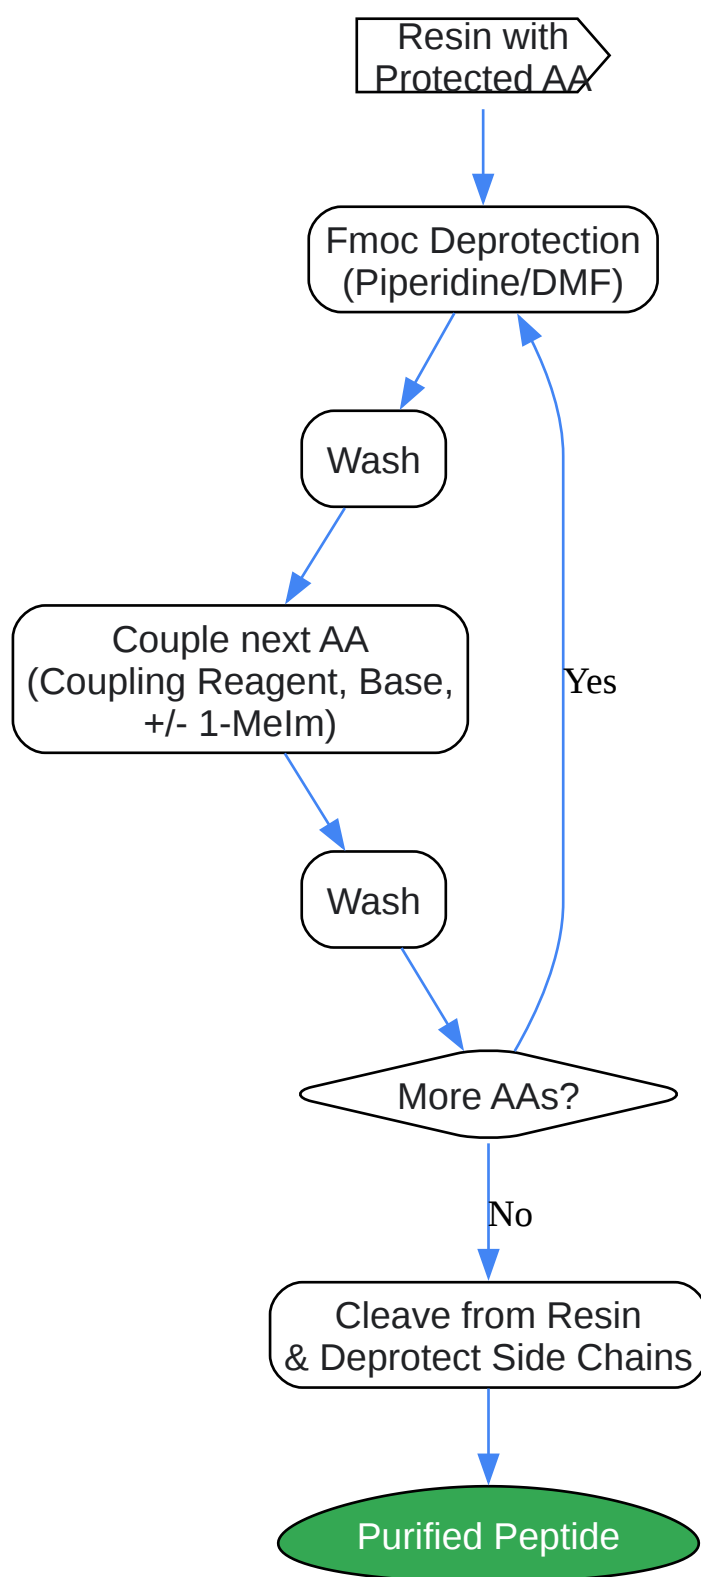 Resin with
Protected AA
Fmoc Deprotection
(Piperidine/DMF)
Wash
Couple next AA
(Coupling Reagent, Base,
+/- 1-MeIm)
Yes
Wash
More AAs?
No
Cleave from Resin
& Deprotect Side Chains
Purified Peptide